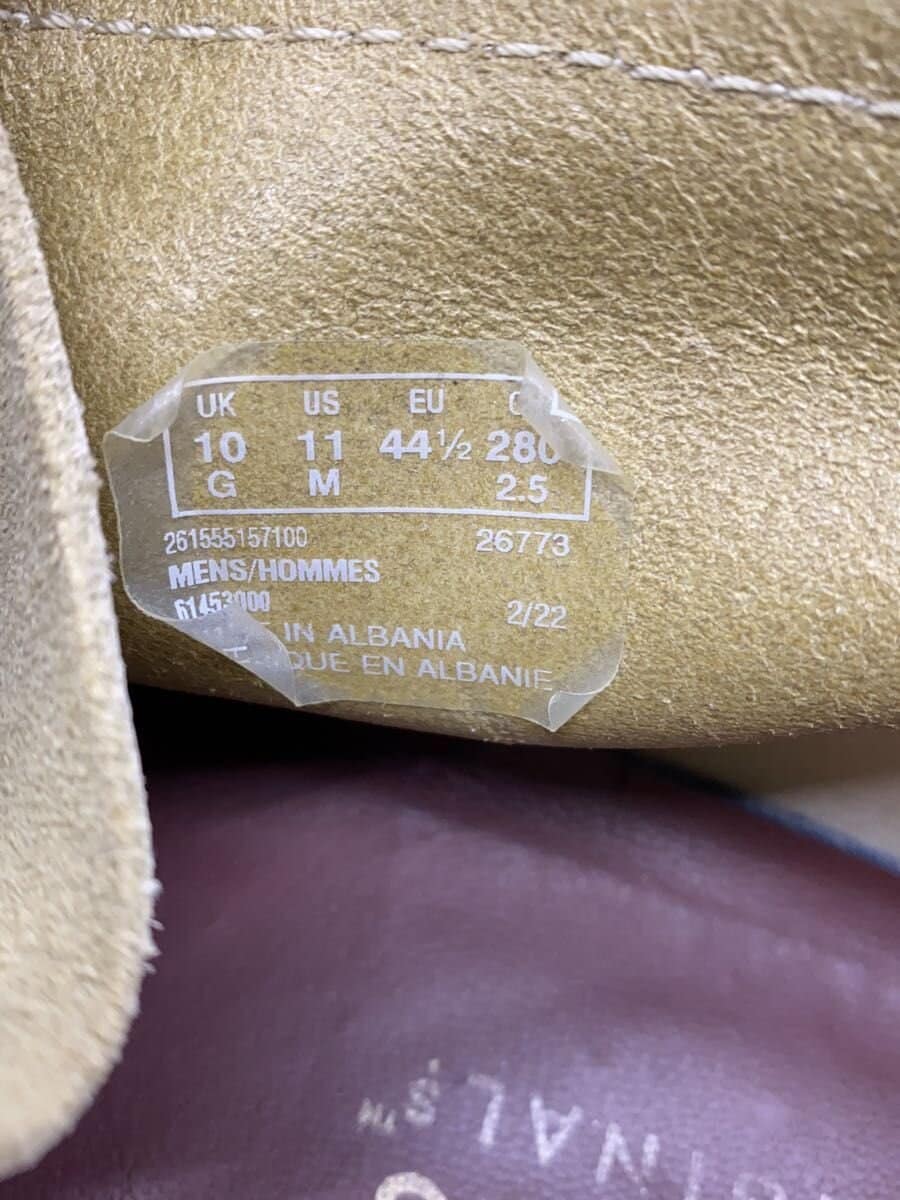 UK US EU
10 11 44½ 280
G M 2.5
261555157100 26773
MENS/HOMMES
61453000 2/22
IN ALBANIA
EN ALBANIE